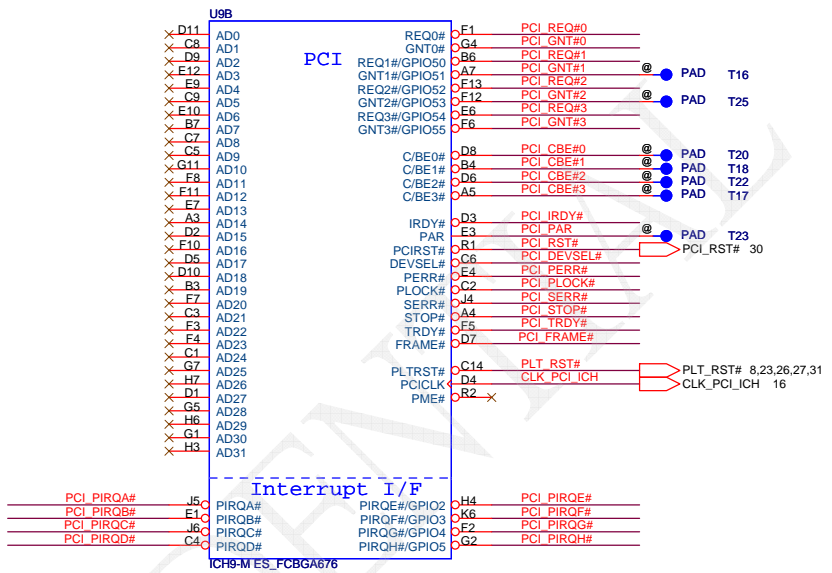 U9B
PCI
D11 AD0 REQ0# F1 PCI_REQ#0
C8 AD1 GNT0# G4 PCI_GNT#0
D9 AD2 REQ1#/GPIO50 B6 PCI_REQ#1
E12 AD3 GNT1#/GPIO51 A7 PCI_GNT#1 @ PAD T16
E9 AD4 REQ2#/GPIO52 F13 PCI_REQ#2
C9 AD5 GNT2#/GPIO53 F12 PCI_GNT#2 @ PAD T25
E10 AD6 REQ3#/GPIO54 E6 PCI_REQ#3
B7 AD7 GNT3#/GPIO55 F6 PCI_GNT#3
C7 AD8
C5 AD9 C/BE0# D8 PCI_CBE#0 @ PAD T20
G11 AD10 C/BE1# B4 PCI_CBE#1 @ PAD T18
F8 AD11 C/BE2# D6 PCI_CBE#2 @ PAD T22
F11 AD12 C/BE3# A5 PCI_CBE#3 @ PAD T17
E7 AD13
A3 AD14 IRDY# D3 PCI_IRDY#
D2 AD15 PAR E3 PCI_PAR @ PAD T23
F10 AD16 PCIRST# R1 PCI_RST# PCI_RST# 30
D5 AD17 DEVSEL# C6 PCI_DEVSEL#
D10 AD18 PERR# E4 PCI_PERR#
B3 AD19 PLOCK# C2 PCI_PLOCK#
F7 AD20 SERR# J4 PCI_SERR#
C3 AD21 STOP# A4 PCI_STOP#
F3 AD22 TRDY# F5 PCI_TRDY#
F4 AD23 FRAME# D7 PCI_FRAME#
C1 AD24
G7 AD25 PLTRST# C14 PLT_RST# PLT_RST# 8,23,26,27,31
H7 AD26 PCICLK D4 CLK_PCI_ICH CLK_PCI_ICH 16
D1 AD27 PME# R2
G5 AD28
H6 AD29
G1 AD30
H3 AD31
Interrupt I/F
PCI_PIRQA# J5 PIRQA# PIRQE#/GPIO2 H4 PCI_PIRQE#
PCI_PIRQB# E1 PIRQB# PIRQF#/GPIO3 K6 PCI_PIRQF#
PCI_PIRQC# J6 PIRQC# PIRQG#/GPIO4 F2 PCI_PIRQG#
PCI_PIRQD# C4 PIRQD# PIRQH#/GPIO5 G2 PCI_PIRQH#
ICH9-M ES_FCBGA676